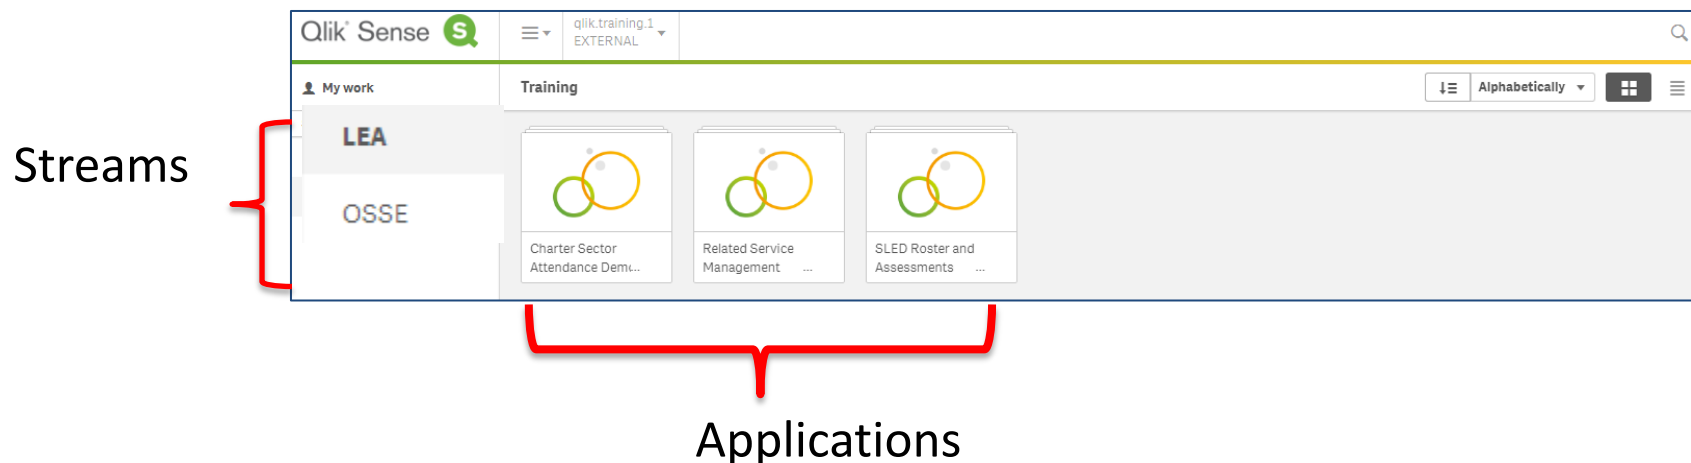 Qlik Sense
qlik.training.1
EXTERNAL
My work
Training
Alphabetically
LEA
Streams
OSSE
Charter Sector
Attendance Dem...
Related Service
Management ...
SLED Roster and
Assessments ...
Applications